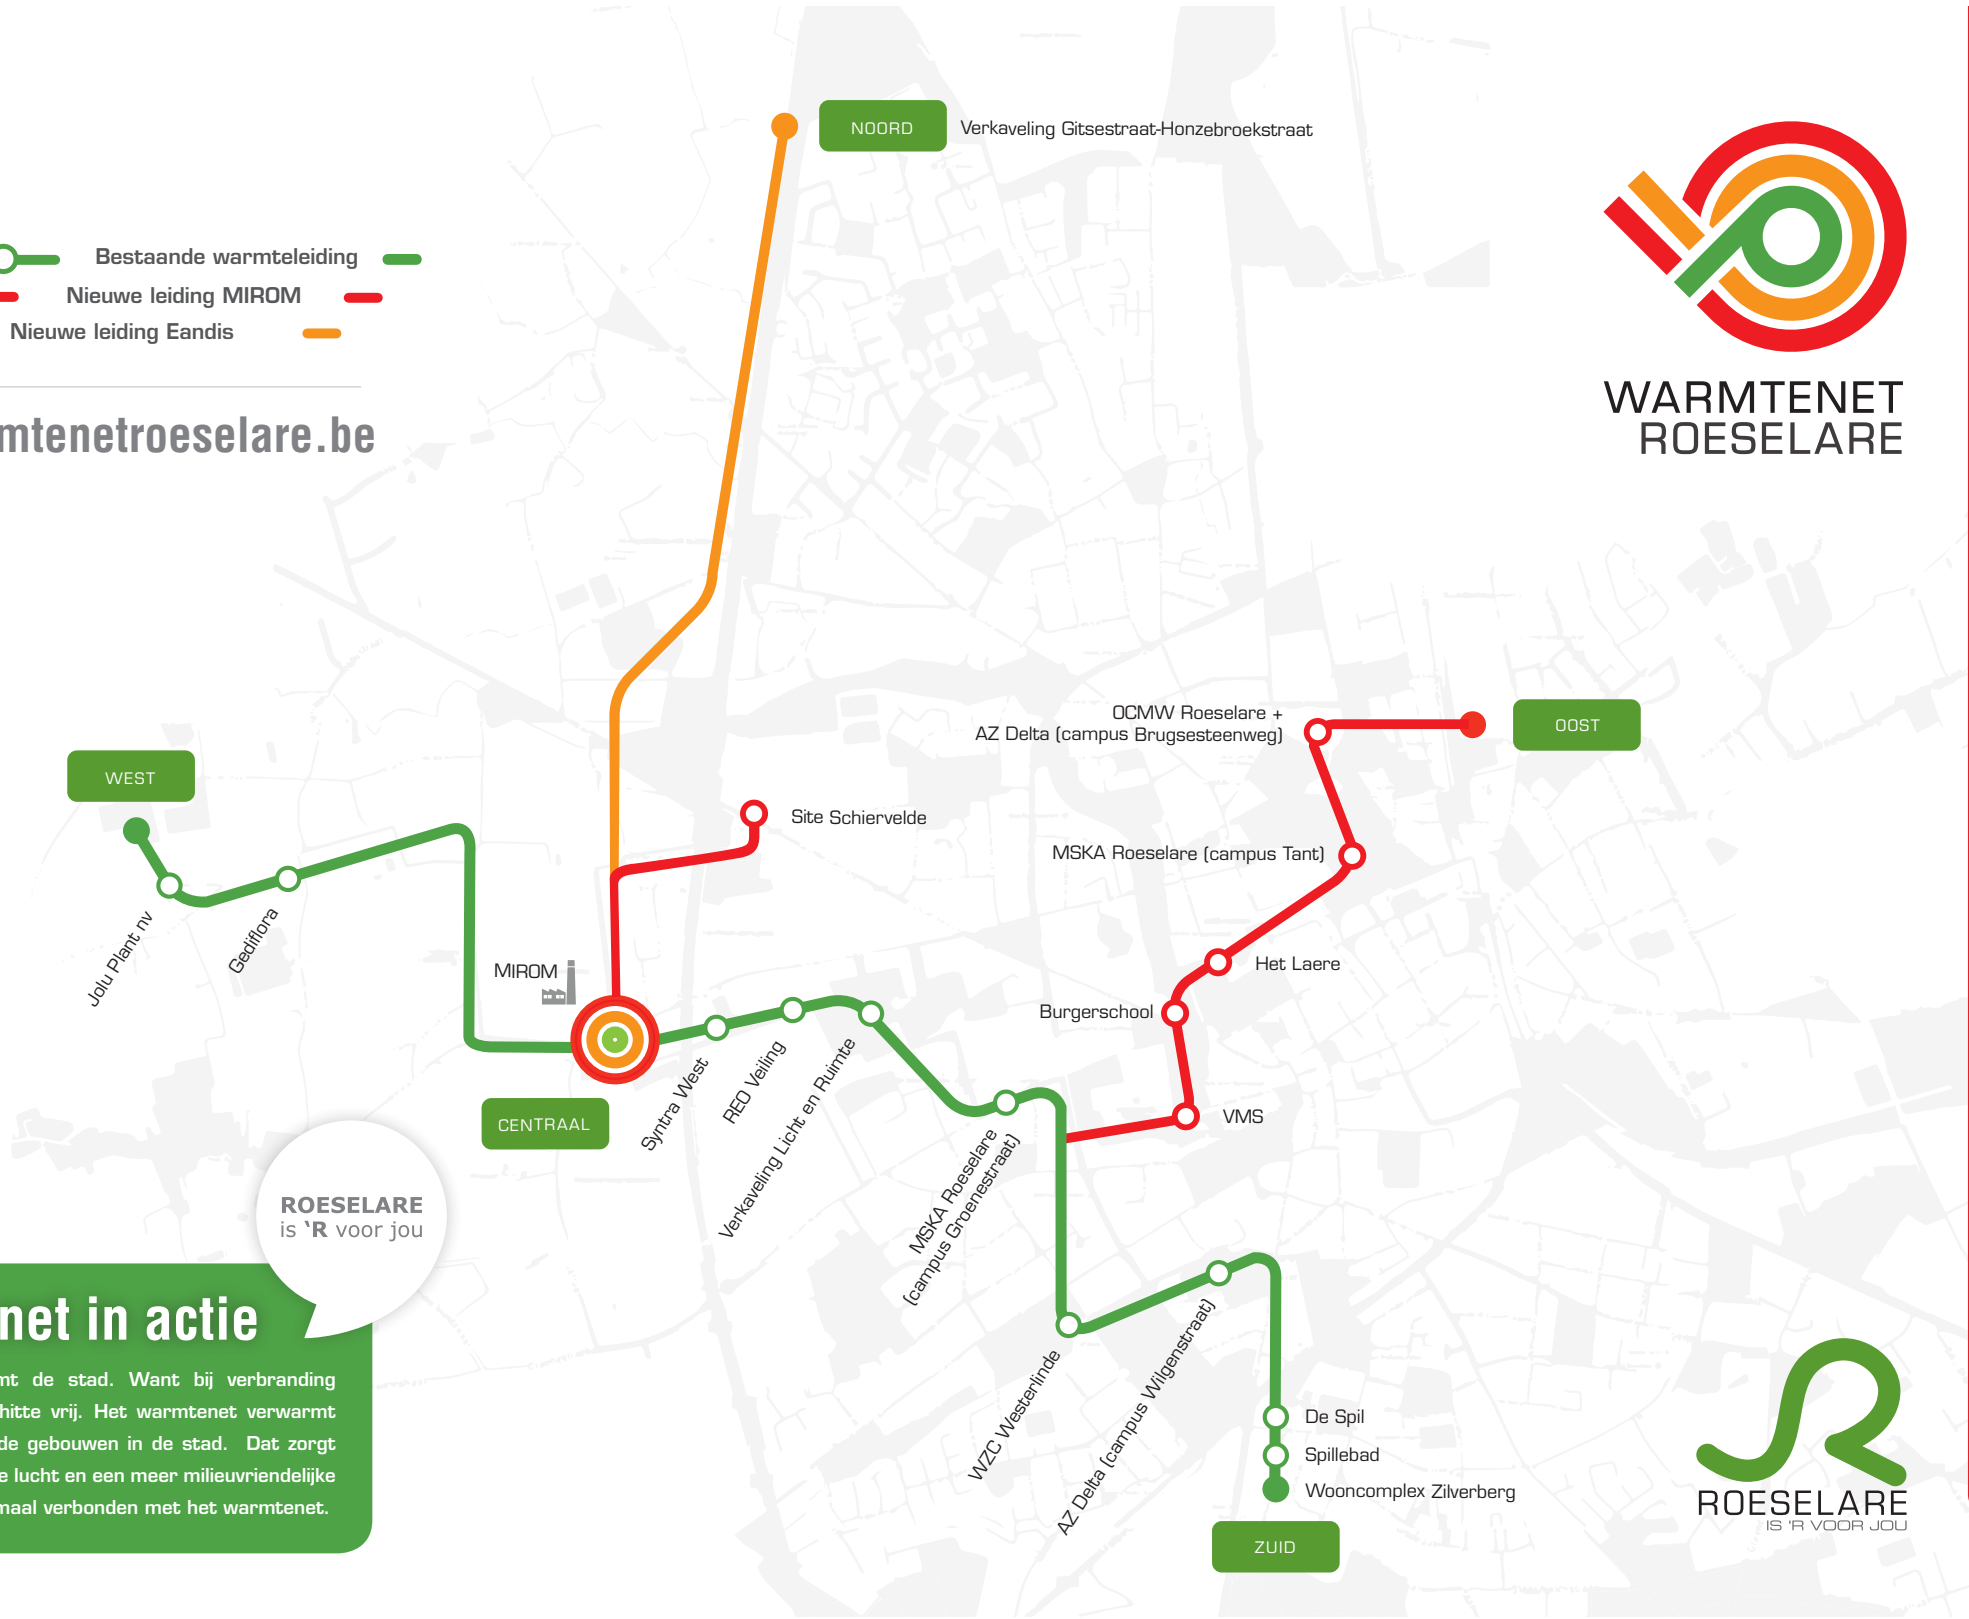 NOORD
Verkaveling Gitsestraat-Honzebroekstraat
Bestaande warmteleiding
Nieuwe leiding MIROM
Nieuwe leiding Eandis
mtenetroeselare.be
WARMTENET
ROESELARE
OCMW Roeselare +
AZ Delta (campus Brugsesteenweg)
OOST
WEST
Site Schiervelde
MSKA Roeselare (campus Tant)
Jolu Plant nv
Gediflora
MIROM
Het Laere
Burgerschool
CENTRAAL
Syntra West
REO Veiling
Verkaveling Licht en Ruimte
MSKA Roeselare
(campus Groenestraat)
VMS
ROESELARE
is ‘R voor jou
net in actie
mt de stad. Want bij verbranding
hitte vrij. Het warmtenet verwarmt
de gebouwen in de stad. Dat zorgt
e lucht en een meer milieuvriendelijke
maal verbonden met het warmtenet.
WZC Westerlinde
AZ Delta (campus Wilgenstraat)
De Spil
Spillebad
Wooncomplex Zilverberg
ZUID
ROESELARE
IS 'R VOOR JOU